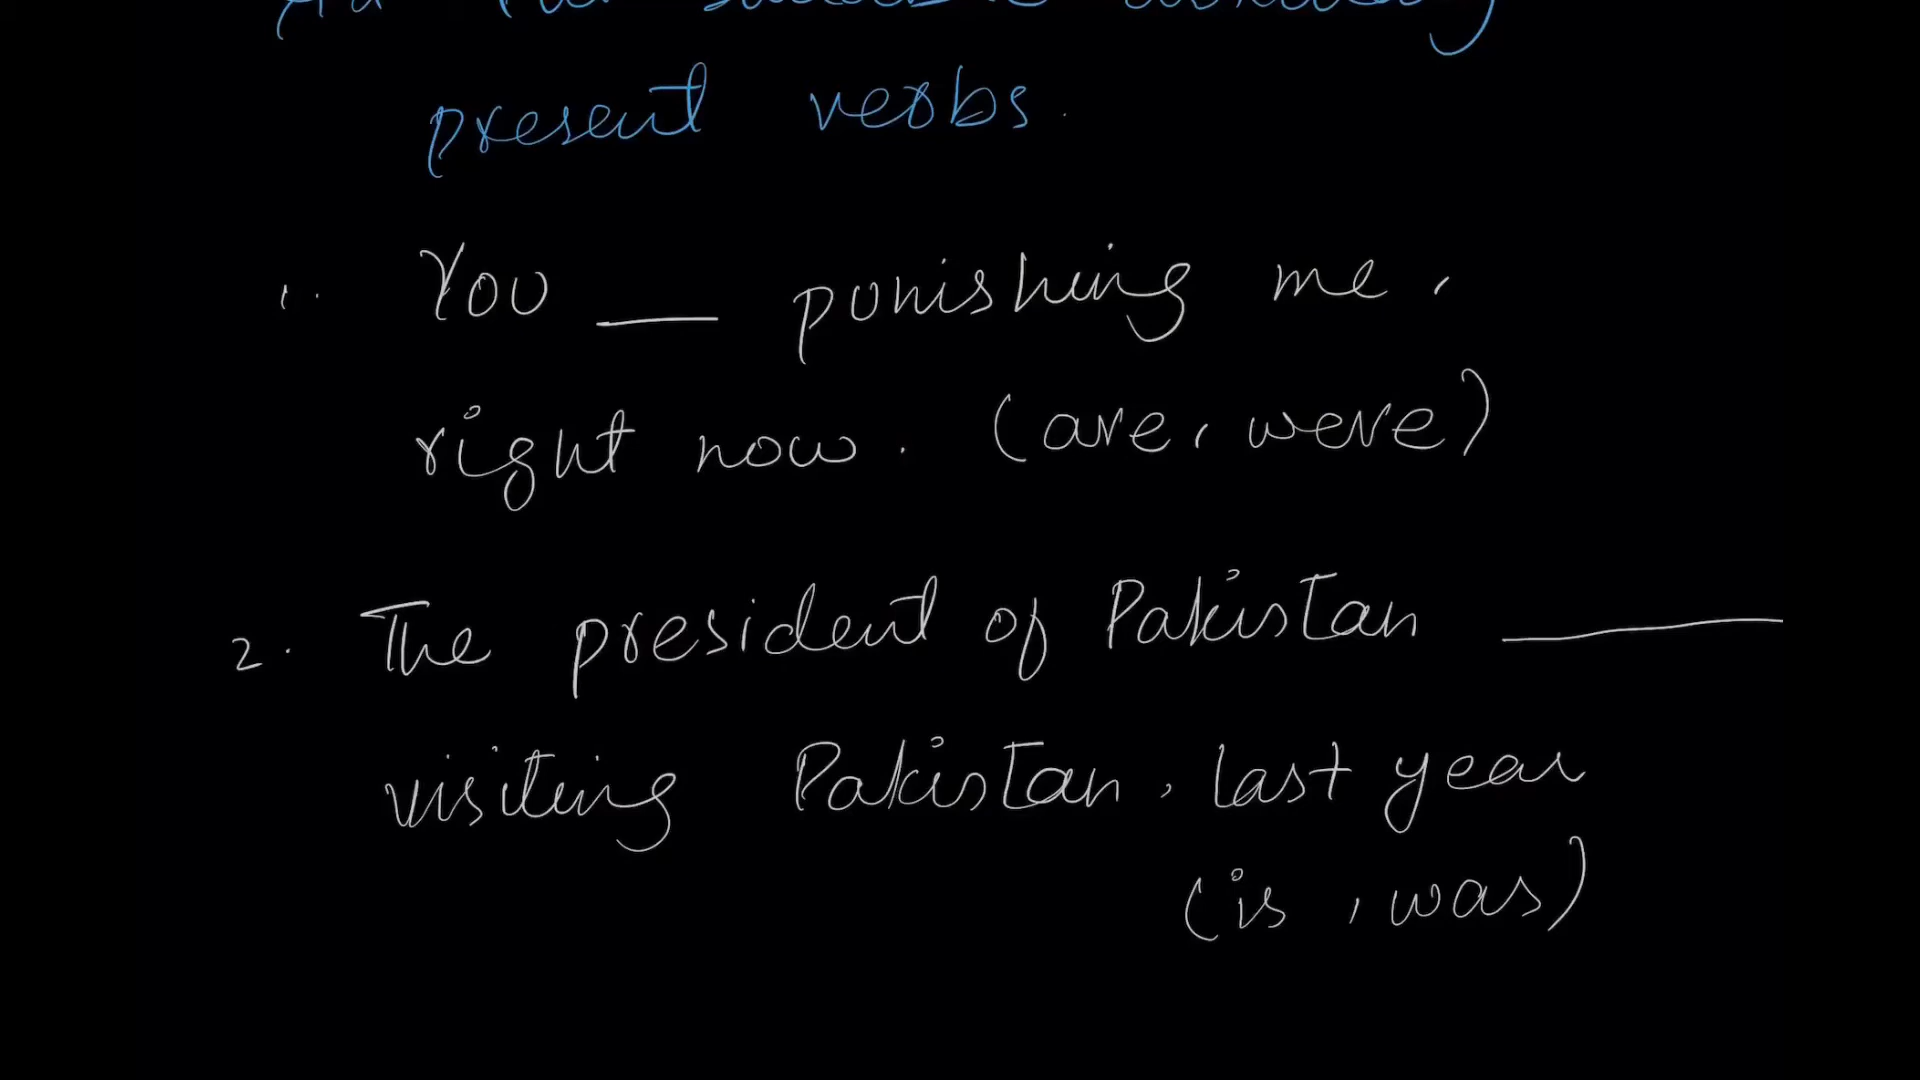 present verbs.
1. You __ punishing me,
right now. (are, were)
2. The president of Pakistan ____
visiting Pakistan, last year
(is, was)